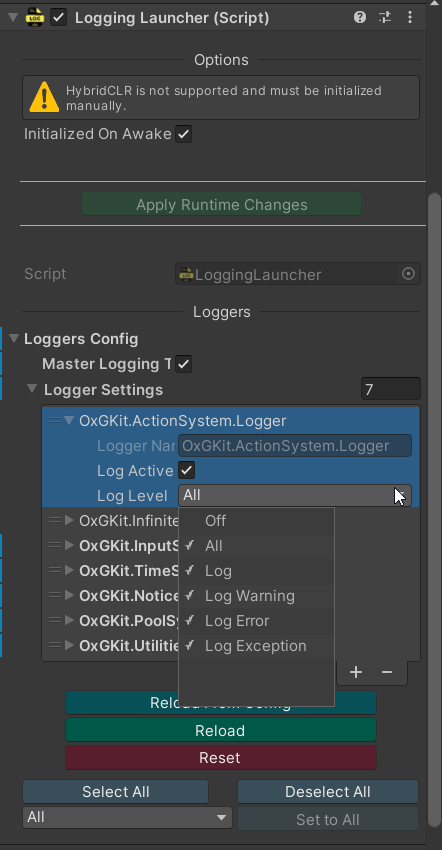 Logging Launcher (Script)
Options
HybridCLR is not supported and must be initialized
manually.
Initialized On Awake
Apply Runtime Changes
Script
LoggingLauncher
Loggers
Loggers Config
Master Logging T
Logger Settings
7
OxGKit.ActionSystem.Logger
Logger Nar
OxGKit.ActionSystem.Logger
Log Active
Log Level
All
OxGKit.Infinite
Off
OxGKit.InputS
All
OxGKit.TimeS
Log
OxGKit.Notice
Log Warning
OxGKit.PoolSy
Log Error
OxGKit.Utilitie
Log Exception
Reload
Reset
Select All
Deselect All
All
Set to All